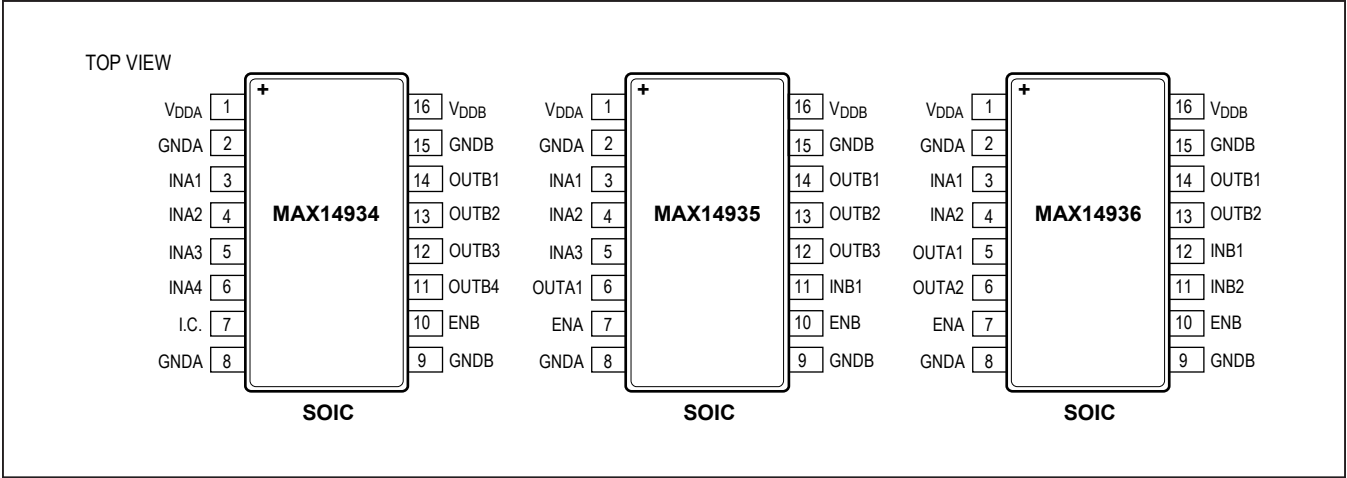 TOP VIEW
+
VDDA 1
16 VDDB
GNDA 2
15 GNDB
INA1 3
14 OUTB1
INA2 4
MAX14934
13 OUTB2
INA3 5
12 OUTB3
INA4 6
11 OUTB4
I.C. 7
10 ENB
GNDA 8
9 GNDB
SOIC
+
VDDA 1
16 VDDB
GNDA 2
15 GNDB
INA1 3
14 OUTB1
INA2 4
MAX14935
13 OUTB2
INA3 5
12 OUTB3
OUTA1 6
11 INB1
ENA 7
10 ENB
GNDA 8
9 GNDB
SOIC
+
VDDA 1
16 VDDB
GNDA 2
15 GNDB
INA1 3
14 OUTB1
INA2 4
MAX14936
13 OUTB2
OUTA1 5
12 INB1
OUTA2 6
11 INB2
ENA 7
10 ENB
GNDA 8
9 GNDB
SOIC